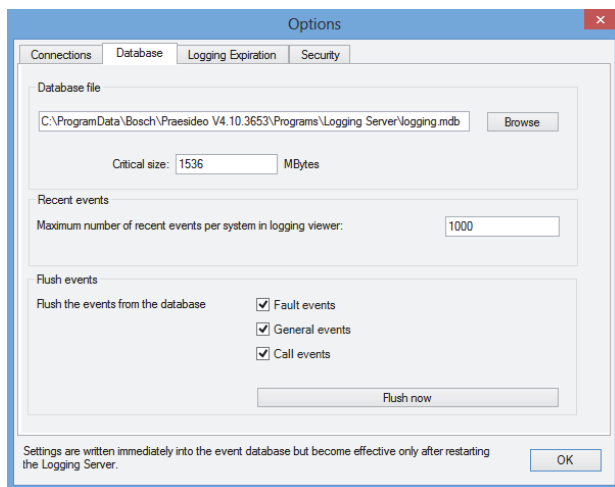 Options
Connections Database Logging Expiration Security
Database file
C:\ProgramData\Bosch\Praesideo V4.10.3653\Programs\Logging Server\logging.mdb Browse
Critical size: 1536 MBytes
Recent events
Maximum number of recent events per system in logging viewer: 1000
Flush events
Flush the events from the database Fault events
General events
Call events
Flush now
Settings are written immediately into the event database but become effective only after restarting
the Logging Server.
OK